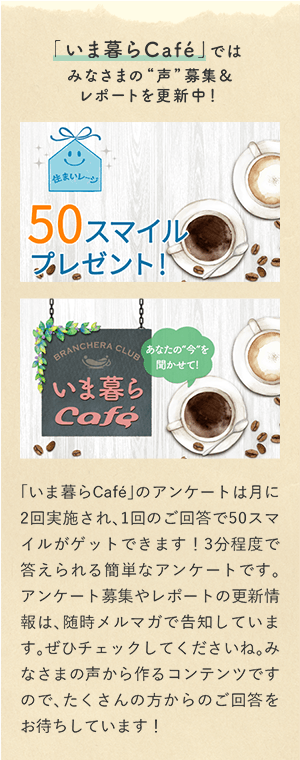 「いま暮らCafé」では
みなさまの“声”募集&
レポートを更新中！
住まいレージ
50スマイル
プレゼント！
BRANCHERA CLUB
いま暮ら
Café
あなたの“今”を
聞かせて！
「いま暮らCafé」のアンケートは月に
2回実施され、1回のご回答で50スマ
イルがゲットできます！3分程度で
答えられる簡単なアンケートです。
アンケート募集やレポートの更新情
報は、随時メルマガで告知していま
す。ぜひチェックしてくださいね。み
なさまの声から作るコンテンツです
ので、たくさんの方からのご回答を
お待ちしています！